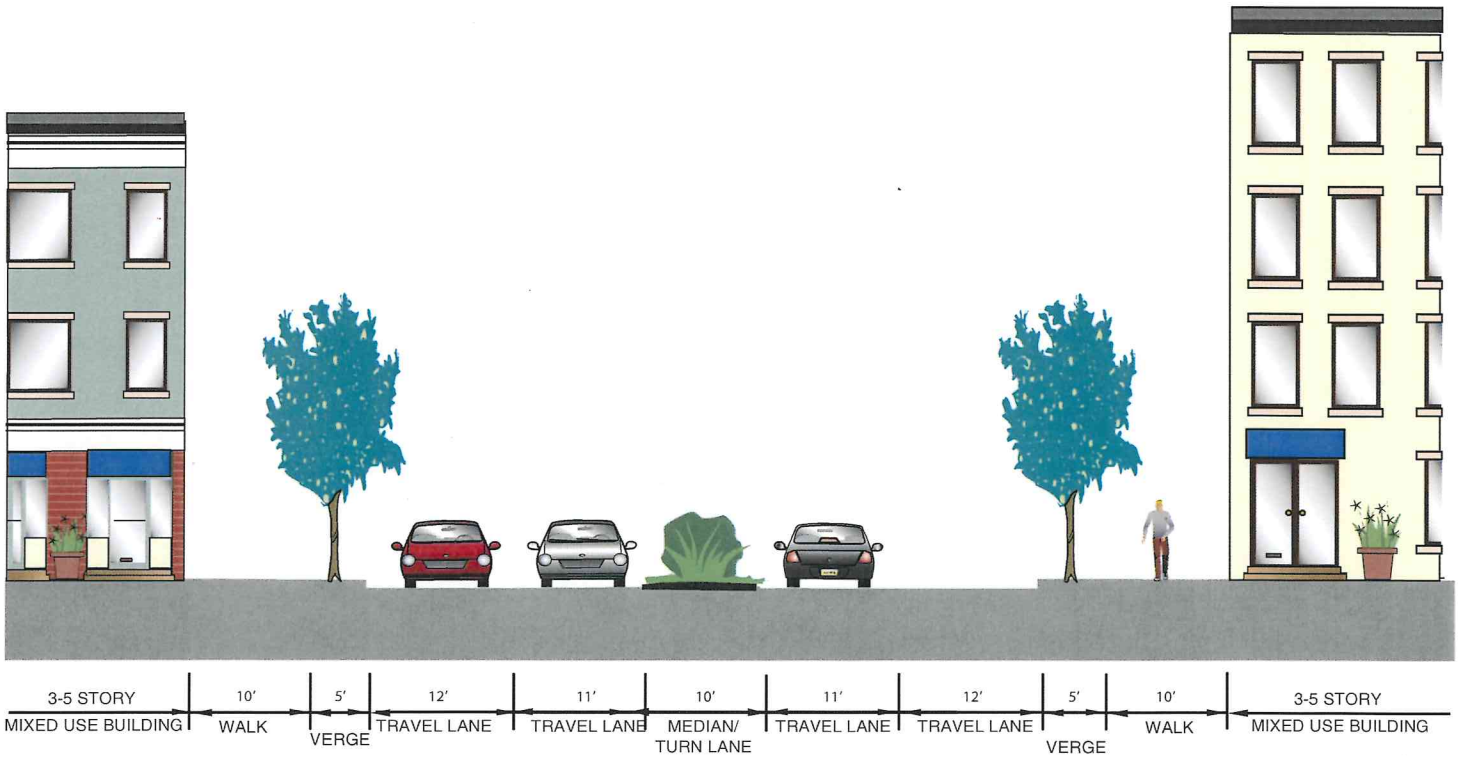 3-5 STORY
MIXED USE BUILDING
10'
WALK
5'
VERGE
12'
TRAVEL LANE
11'
TRAVEL LANE
10'
MEDIAN/
TURN LANE
11'
TRAVEL LANE
12'
TRAVEL LANE
5'
VERGE
10'
WALK
3-5 STORY
MIXED USE BUILDING